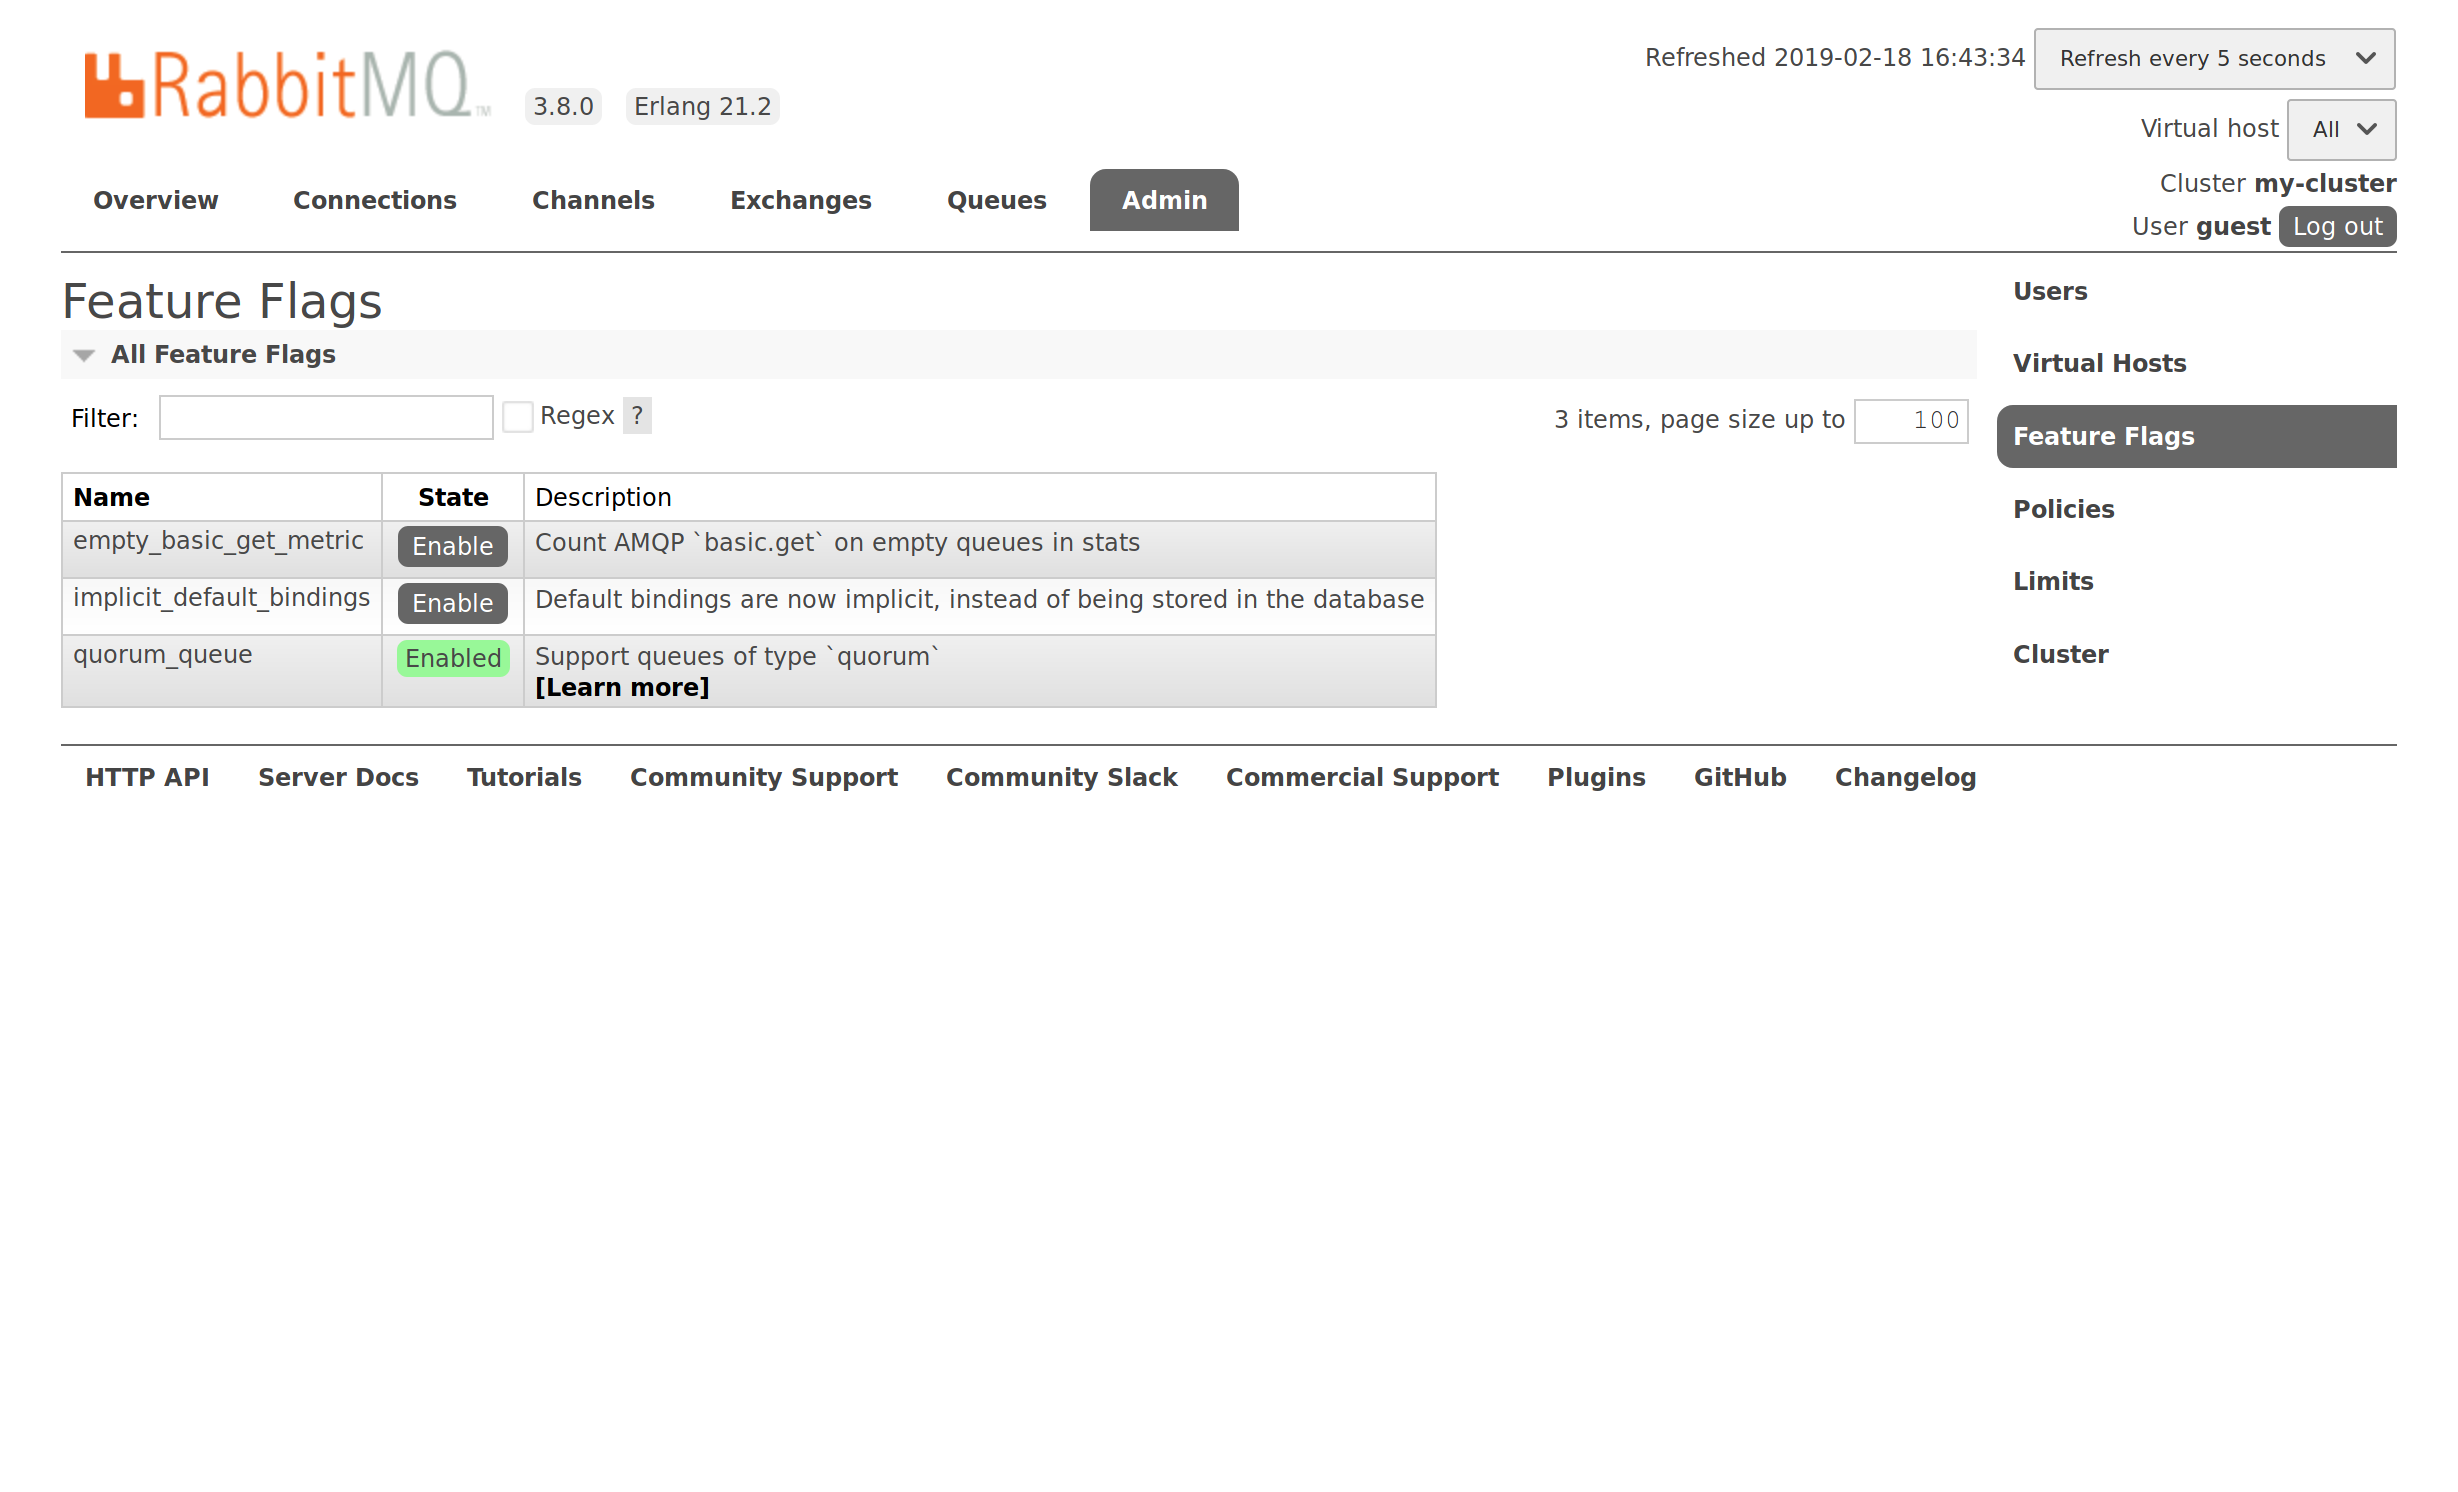 RabbitMQ™ 3.8.0 Erlang 21.2
Refreshed 2019-02-18 16:43:34 Refresh every 5 seconds
Virtual host All
Cluster my-cluster
User guest Log out
Overview Connections Channels Exchanges Queues Admin
Feature Flags
All Feature Flags
Filter: Regex ? 3 items, page size up to 100
Name State Description
empty_basic_get_metric Enable Count AMQP `basic.get` on empty queues in stats
implicit_default_bindings Enable Default bindings are now implicit, instead of being stored in the database
quorum_queue Enabled Support queues of type `quorum`
[Learn more]
Users
Virtual Hosts
Feature Flags
Policies
Limits
Cluster
HTTP API Server Docs Tutorials Community Support Community Slack Commercial Support Plugins GitHub Changelog